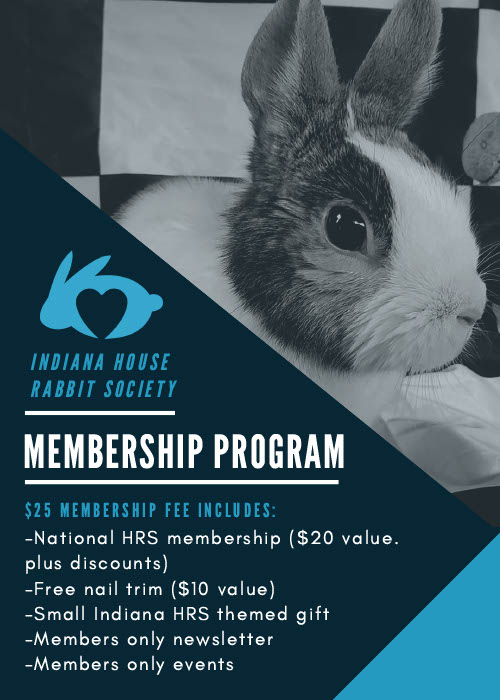 INDIANA HOUSE
RABBIT SOCIETY
MEMBERSHIP PROGRAM
$25 MEMBERSHIP FEE INCLUDES:
-National HRS membership ($20 value.
plus discounts)
-Free nail trim ($10 value)
-Small Indiana HRS themed gift
-Members only newsletter
-Members only events